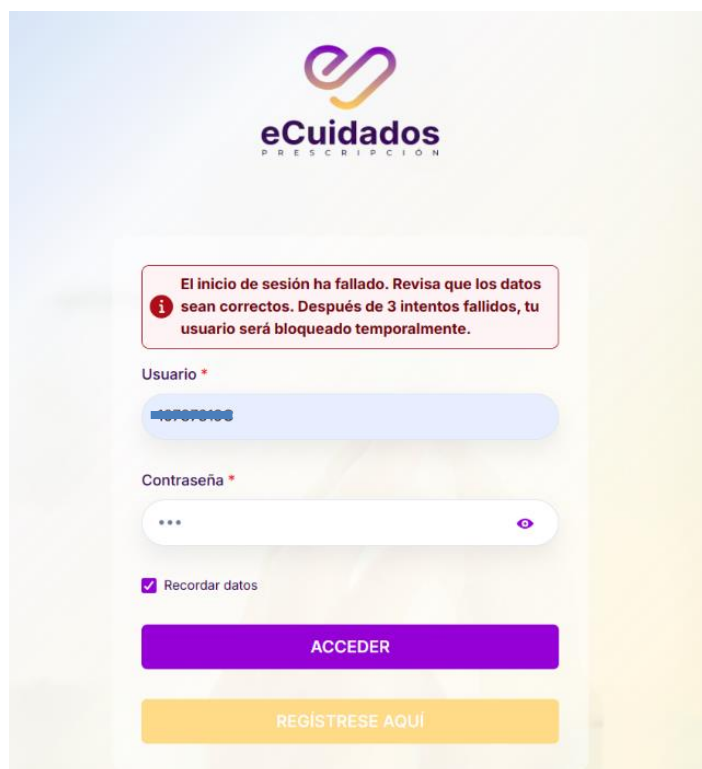 eCuidados
PRESCRIPCIÓN
El inicio de sesión ha fallado. Revisa que los datos
sean correctos. Después de 3 intentos fallidos, tu
usuario será bloqueado temporalmente.
Usuario *
Contraseña *
Recordar datos
ACCEDER
REGÍSTRESE AQUÍ